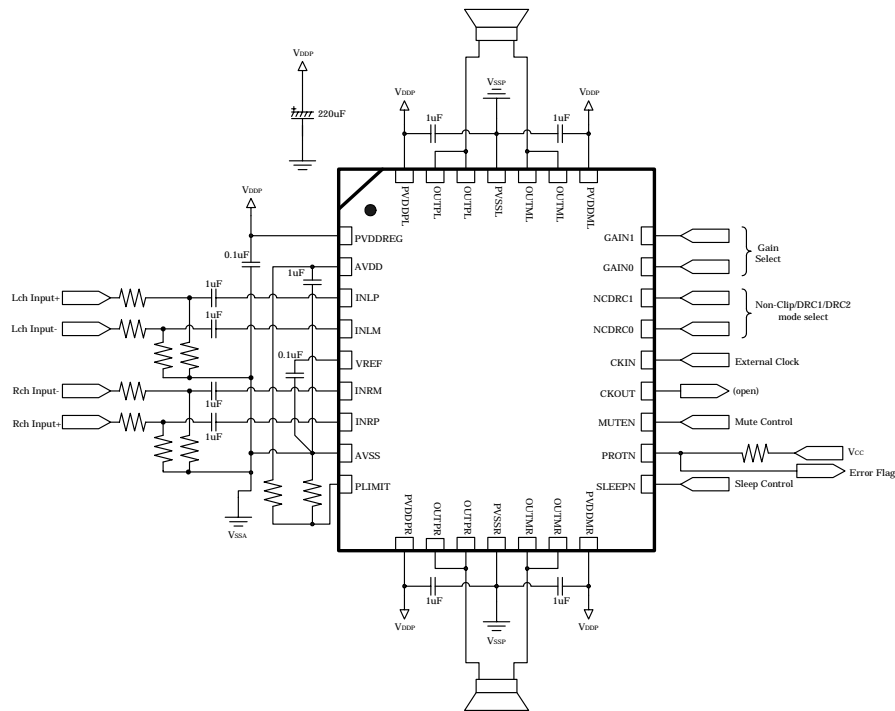 VDDP
220uF
VDDP
VSSP
VDDP
1uF
1uF
PVDDPL
OUTPL
OUTPL
PVSSL
OUTML
OUTML
PVDDML
VDDP
0.1uF
1uF
Lch Input+
1uF
Lch Input-
1uF
0.1uF
Rch Input-
1uF
Rch Input+
1uF
VSSA
PVDDREG
AVDD
INLP
INLM
VREF
INRM
INRP
AVSS
PLIMIT
GAIN1
GAIN0
NCDRC1
NCDRC0
CKIN
CKOUT
MUTEN
PROTN
SLEEPN
Gain
Select
Non-Clip/DRC1/DRC2
mode select
External Clock
(open)
Mute Control
Vcc
Error Flag
Sleep Control
PVDDPR
OUTPR
OUTPR
PVSSR
OUTMR
OUTMR
PVDDMR
1uF
1uF
VDDP
VSSP
VDDP